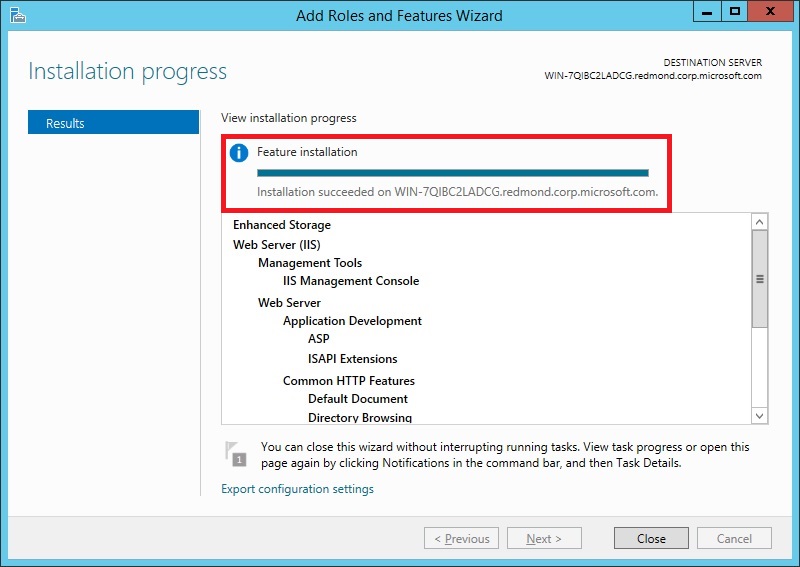 Add Roles and Features Wizard
Installation progress
DESTINATION SERVER
WIN-7QIBC2LADCG.redmond.corp.microsoft.com
Results
View installation progress
Feature installation
Installation succeeded on WIN-7QIBC2LADCG.redmond.corp.microsoft.com.
Enhanced Storage
Web Server (IIS)
Management Tools
IIS Management Console
Web Server
Application Development
ASP
ISAPI Extensions
Common HTTP Features
Default Document
Directory Browsing
1
You can close this wizard without interrupting running tasks. View task progress or open this
page again by clicking Notifications in the command bar, and then Task Details.
Export configuration settings
< Previous
Next >
Close
Cancel